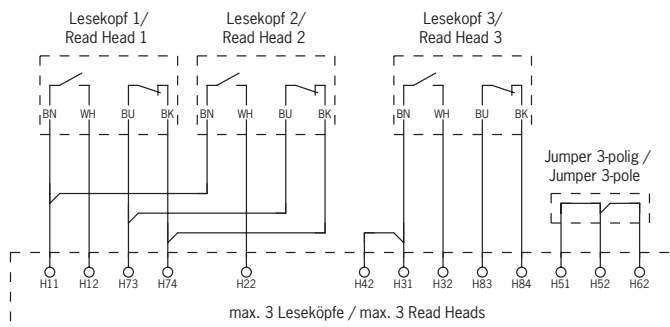 Lesekopf 1/
Read Head 1
Lesekopf 2/
Read Head 2
Lesekopf 3/
Read Head 3
BN WH BU BK BN WH BU BK BN WH BU BK
Jumper 3-polig /
Jumper 3-pole
H11 H12 H73 H74 H22 H42 H31 H32 H83 H84 H51 H52 H62
max. 3 Leseköpfe / max. 3 Read Heads